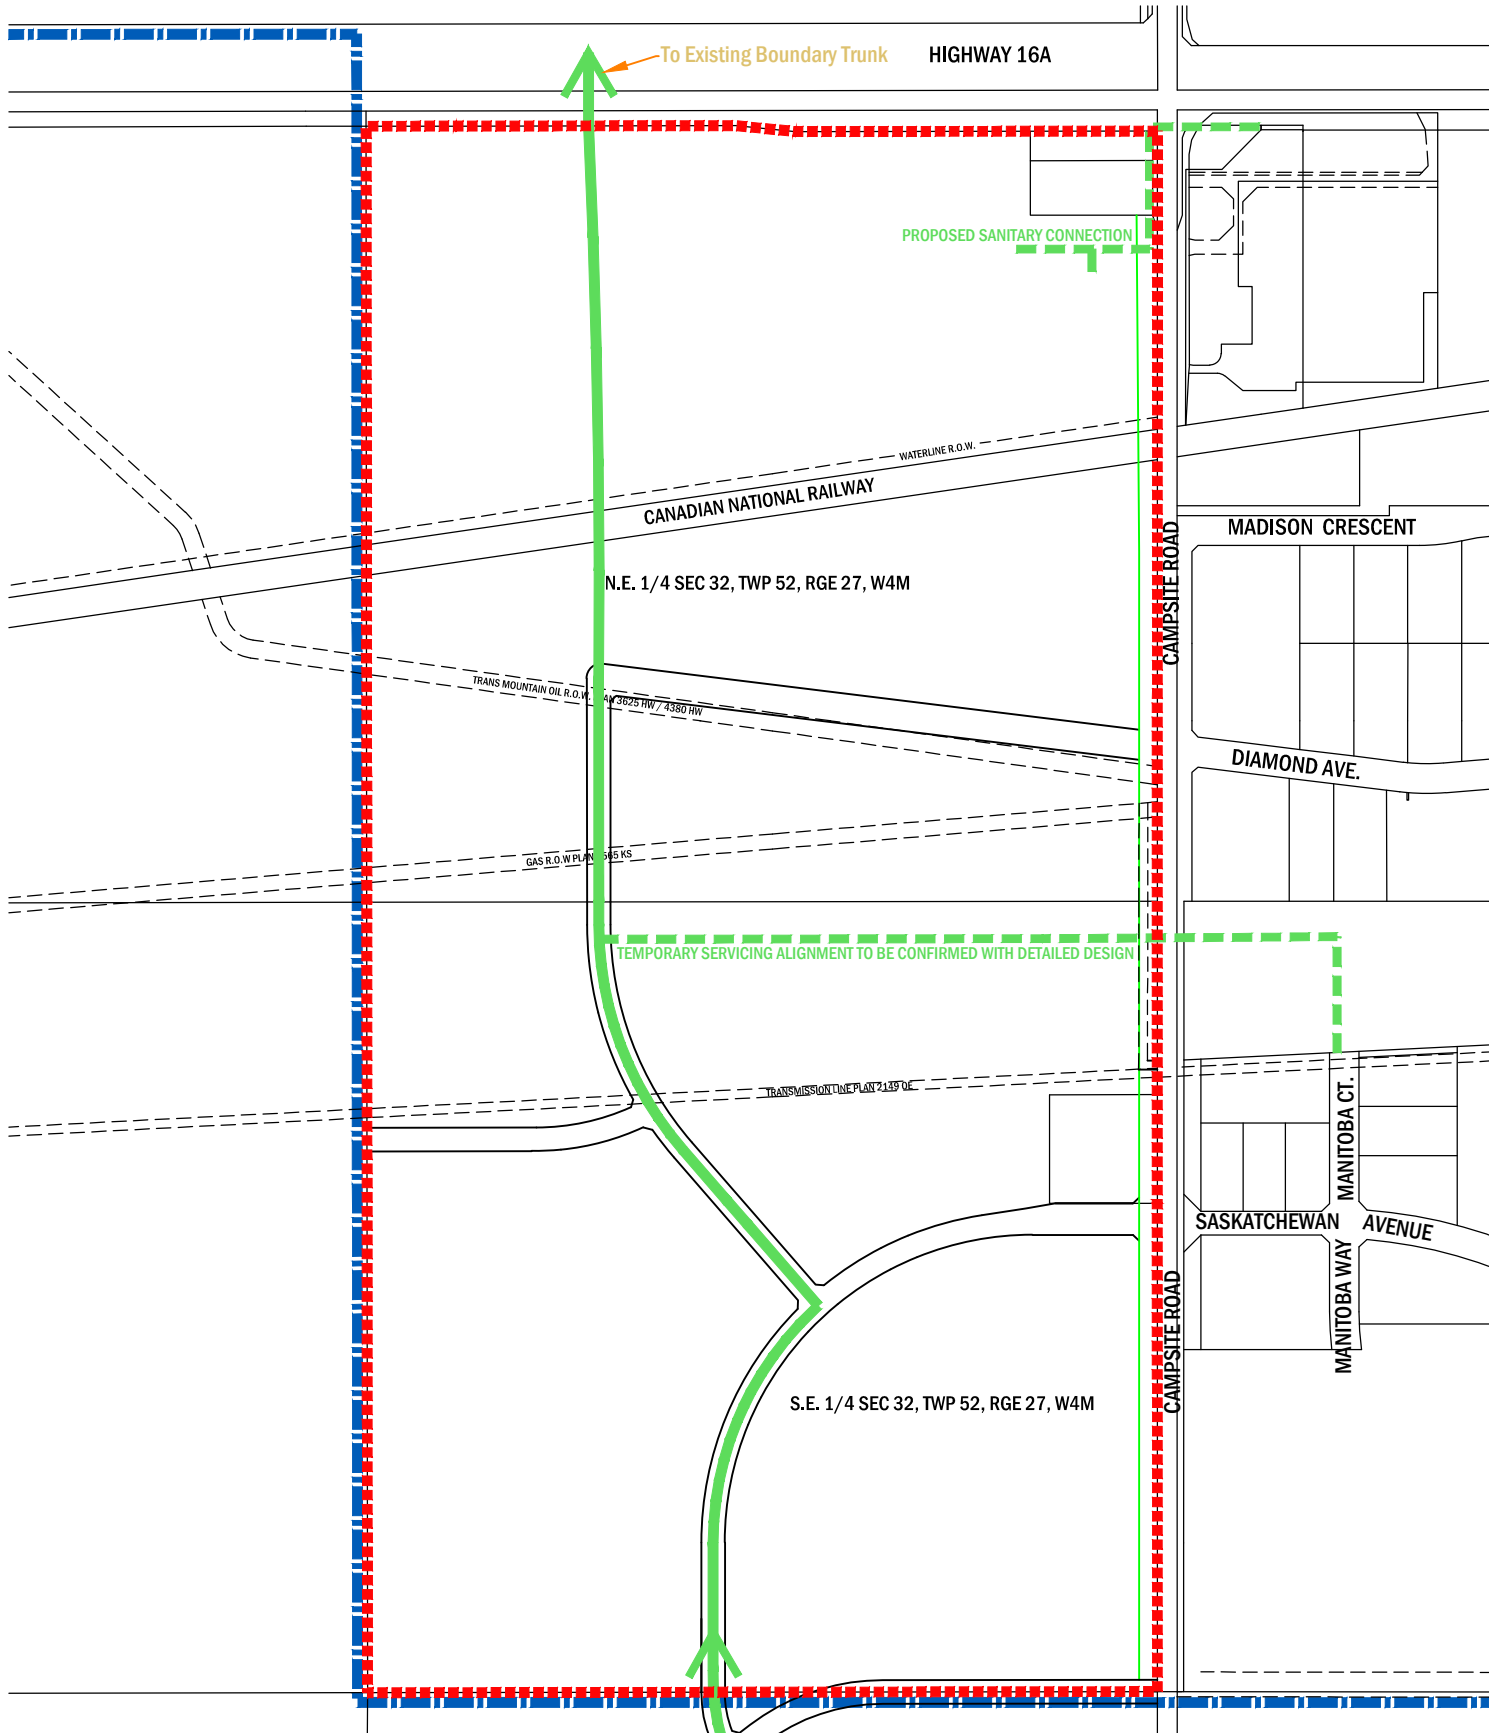 To Existing Boundary Trunk
HIGHWAY 16A
PROPOSED SANITARY CONNECTION
WATERLINE R.O.W.
CANADIAN NATIONAL RAILWAY
MADISON CRESCENT
CAMPSITE ROAD
N.E. 1/4 SEC 32, TWP 52, RGE 27, W4M
TRANS MOUNTAIN OIL R.O.W. AN 3625 HW / 4380 HW
DIAMOND AVE.
GAS R.O.W PLAN 565 KS
TEMPORARY SERVICING ALIGNMENT TO BE CONFIRMED WITH DETAILED DESIGN
TRANSMISSION LINE PLAN 2149
MANITOBA CT.
SASKATCHEWAN AVENUE
MANITOBA WAY
CAMPSITE ROAD
S.E. 1/4 SEC 32, TWP 52, RGE 27, W4M